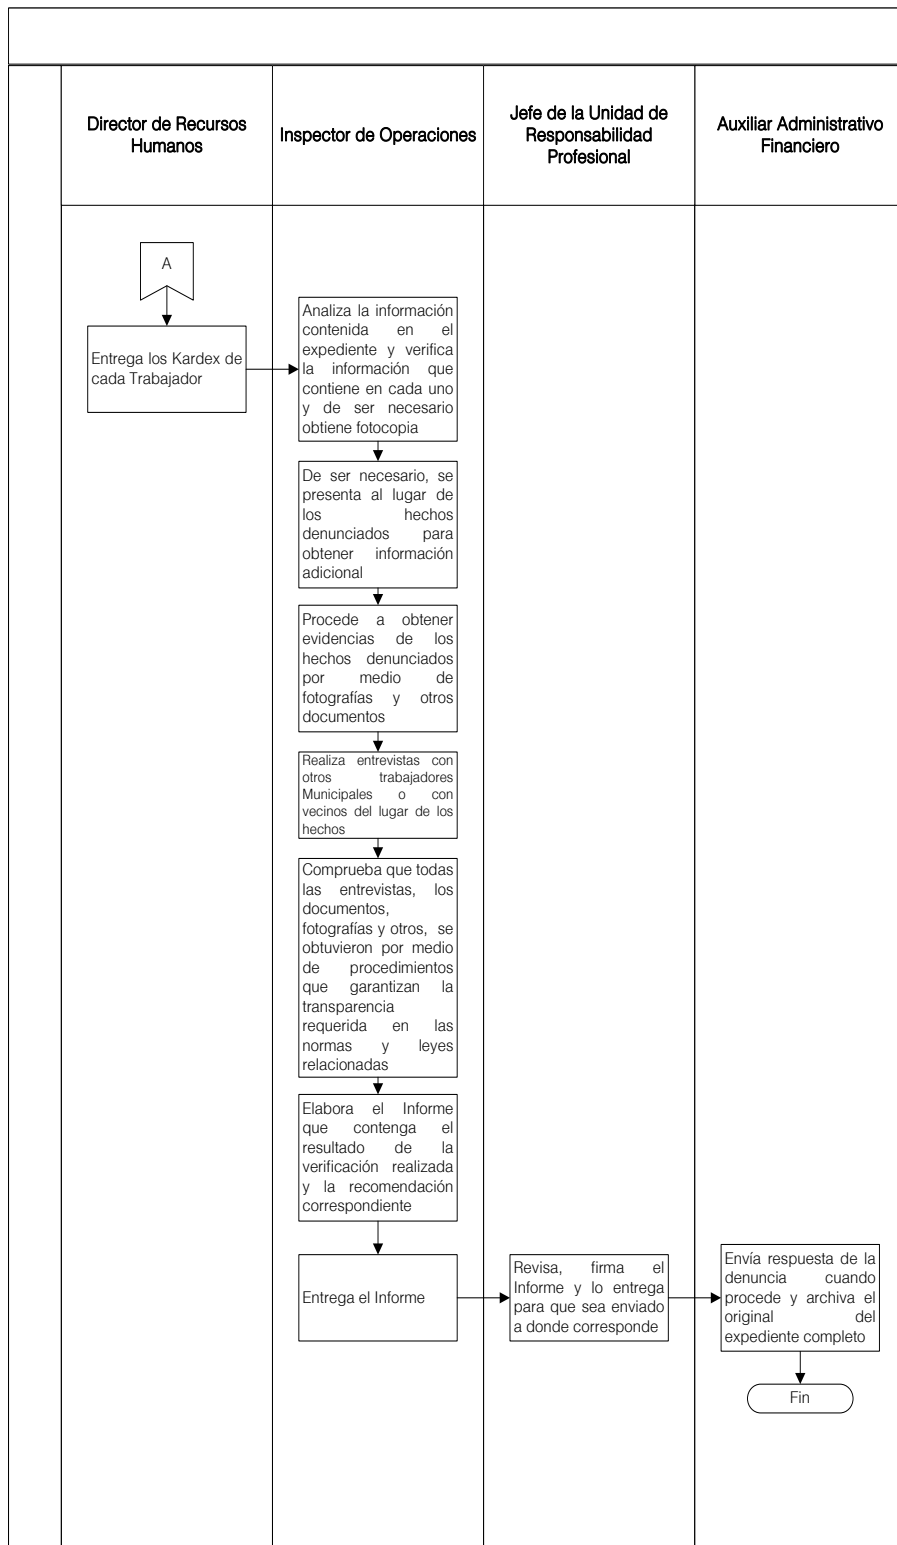 Director de Recursos
Humanos
Inspector de Operaciones
Jefe de la Unidad de
Responsabilidad
Profesional
Auxiliar Administrativo
Financiero
A
Entrega los Kardex de
cada Trabajador
Analiza la información
contenida en el
expediente y verifica
la información que
contiene en cada uno
y de ser necesario
obtiene fotocopia
De ser necesario, se
presenta al lugar de
los hechos
denunciados para
obtener información
adicional
Procede a obtener
evidencias de los
hechos denunciados
por medio de
fotografías y otros
documentos
Realiza entrevistas con
otros trabajadores
Municipales o con
vecinos del lugar de los
hechos
Comprueba que todas
las entrevistas, los
documentos,
fotografías y otros, se
obtuvieron por medio
de procedimientos
que garantizan la
transparencia
requerida en las
normas y leyes
relacionadas
Elabora el Informe
que contenga el
resultado de la
verificación realizada
y la recomendación
correspondiente
Entrega el Informe
Revisa, firma el
Informe y lo entrega
para que sea enviado
a donde corresponde
Envía respuesta de la
denuncia cuando
procede y archiva el
original del
expediente completo
Fin